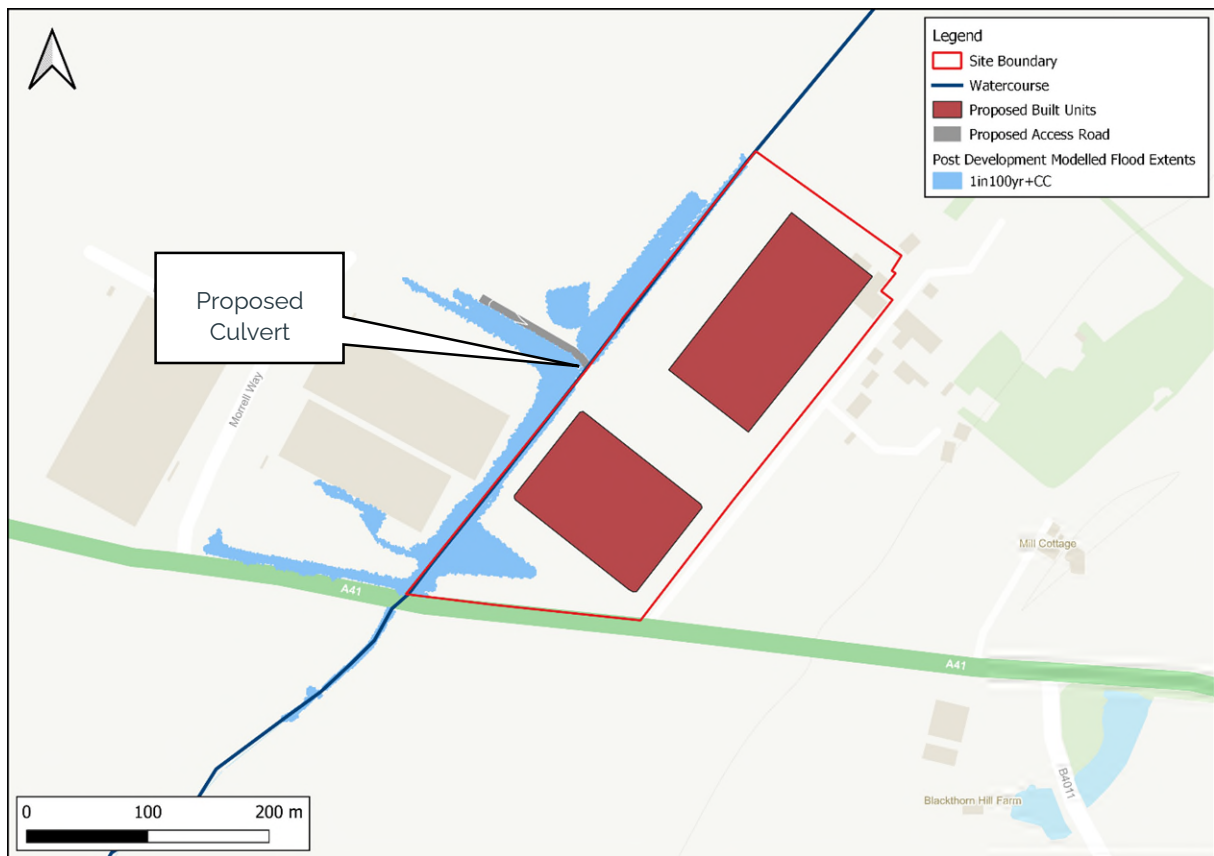 Legend
Site Boundary
Watercourse
Proposed Built Units
Proposed Access Road
Post Development Modelled Flood Extents
1in100yr+CC
Proposed
Culvert
Morrell Way
A41
Mill Cottage
A41
B4011
Blackthorn Hill Farm
0 100 200 m